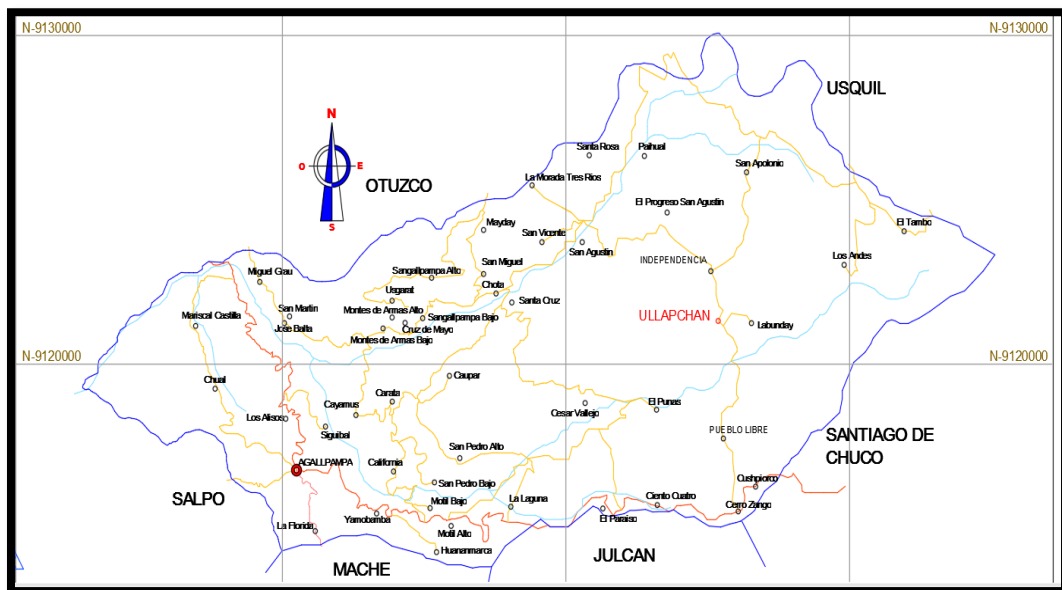 N-9130000
N-9130000
USQUIL
N
O
E
S
OTUZCO
Santa Rosa
Paihual
San Apolonio
La Morada Tres Rios
El Progreso San Agustin
Mayday
San Vicente
San Agustin
El Tambo
Los Andes
INDEPENDENCIA
Miguel Grau
Sangallpampa Alto
San Miguel
Usgarat
Chota
Santa Cruz
Mariscal Castilla
San Martin
Jose Balta
Montes de Armas Alto
Sangallpampa Bajo
Cruz de Mayo
Montes de Armas Bajo
ULLAPCHAN
Labunday
N-9120000
N-9120000
Chual
Caupar
Carata
Cayamus
Cesar Vallejo
El Punas
Los Alisos
Siguibal
PUEBLO LIBRE
SANTIAGO DE
CHUCO
San Pedro Alto
AGALLPAMPA
California
San Pedro Bajo
Cushpiorco
SALPO
Motil Bajo
La Laguna
Ciento Cuatro
Cerro Zango
Yamobamba
El Paraiso
La Florida
Motil Alto
Huananmarca
MACHE
JULCAN